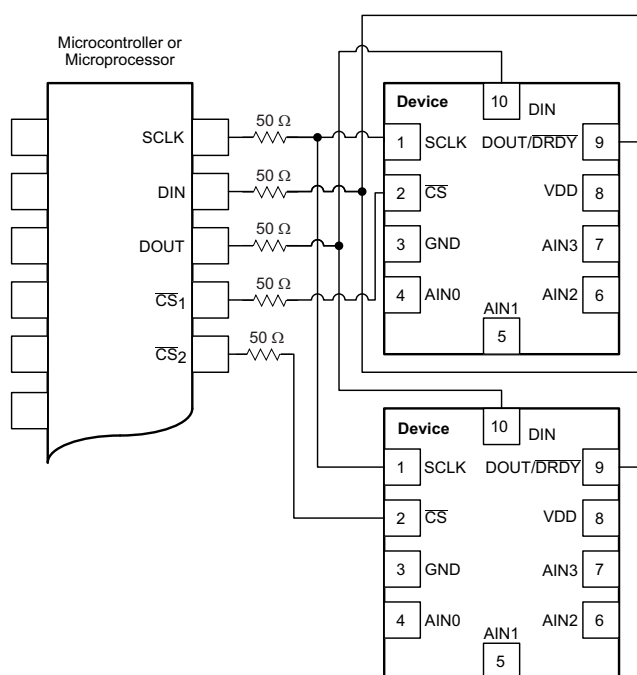 Microcontroller or
Microprocessor
SCLK
DIN
DOUT
CS1
CS2
50 Ω
50 Ω
50 Ω
50 Ω
50 Ω
Device
10
DIN
1
SCLK
DOUT/DRDY
9
2
CS
VDD
8
3
GND
AIN3
7
4
AIN0
AIN2
6
AIN1
5
Device
10
DIN
1
SCLK
DOUT/DRDY
9
2
CS
VDD
8
3
GND
AIN3
7
4
AIN0
AIN2
6
AIN1
5